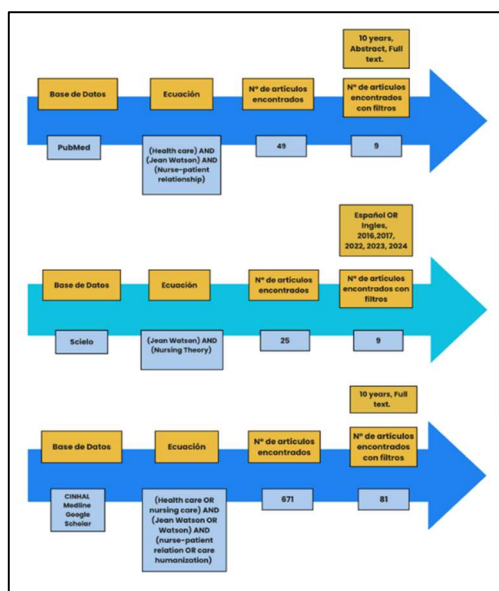 10 years,
Abstract, Full
text.
Base de Datos
Ecuación
Nº de artículos
encontrados
Nº de artículos
encontrados
con filtros
PubMed
(Health care) AND
(Jean Watson) AND
(Nurse-patient
relationship)
49
9
Español OR
Ingles,
2016,2017,
2022, 2023, 2024
Base de Datos
Ecuación
Nº de artículos
encontrados
Nº de artículos
encontrados con
filtros
Scielo
(Jean Watson) AND
(Nursing Theory)
25
9
10 years, Full
text.
Base de Datos
Ecuación
Nº de artículos
encontrados
Nº de artículos
encontrados
con filtros
CINHAL
Medline
Google
Scholar
(Health care OR
nursing care) AND
(Jean Watson OR
Watson) AND
(nurse-patient
relation OR care
humanization)
671
81